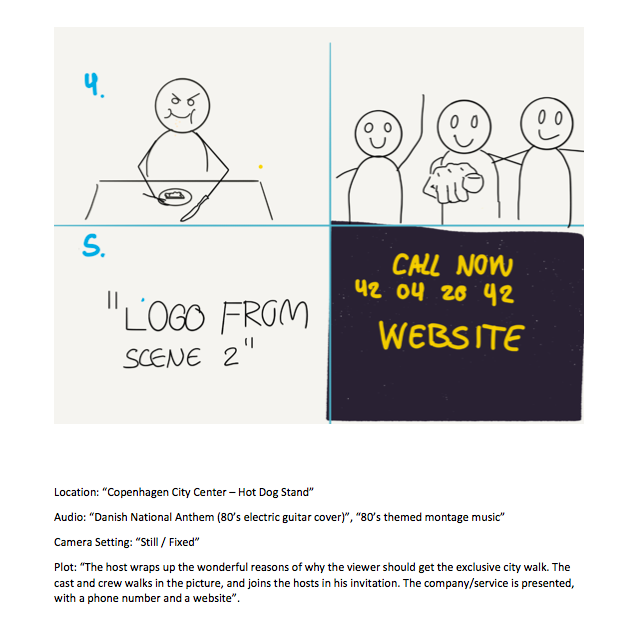 4.
5.
"LOGO FROM
SCENE 2"
CALL NOW
42 04 20 42
WEBSITE
Location: “Copenhagen City Center – Hot Dog Stand”
Audio: “Danish National Anthem (80’s electric guitar cover)”, “80’s themed montage music”
Camera Setting: “Still / Fixed”
Plot: “The host wraps up the wonderful reasons of why the viewer should get the exclusive city walk. The
cast and crew walks in the picture, and joins the hosts in his invitation. The company/service is presented,
with a phone number and a website”.